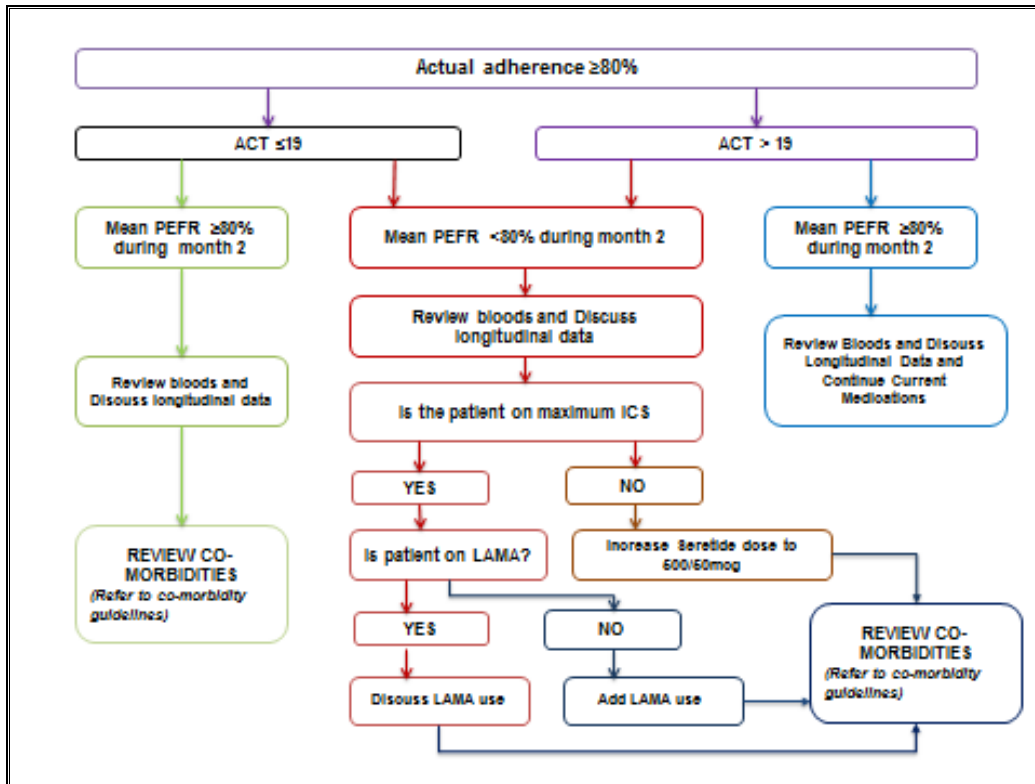 Actual adherence ≥80%
ACT ≤19
ACT > 19
Mean PEFR ≥80%
during month 2
Mean PEFR <80% during month 2
Mean PEFR ≥80%
during month 2
Review bloods and Discuss
longitudinal data
Review Bloods and Discuss
Longitudinal Data and
Continue Current
Medications
Review bloods and
Discuss longitudinal data
Is the patient on maximum ICS
YES
NO
REVIEW CO-
MORBIDITIES
(Refer to co-morbidity
guidelines)
Is patient on LAMA?
Increase Seretide dose to
500/50mcg
YES
NO
REVIEW CO-
MORBIDITIES
(Refer to co-morbidity
guidelines)
Discuss LAMA use
Add LAMA use